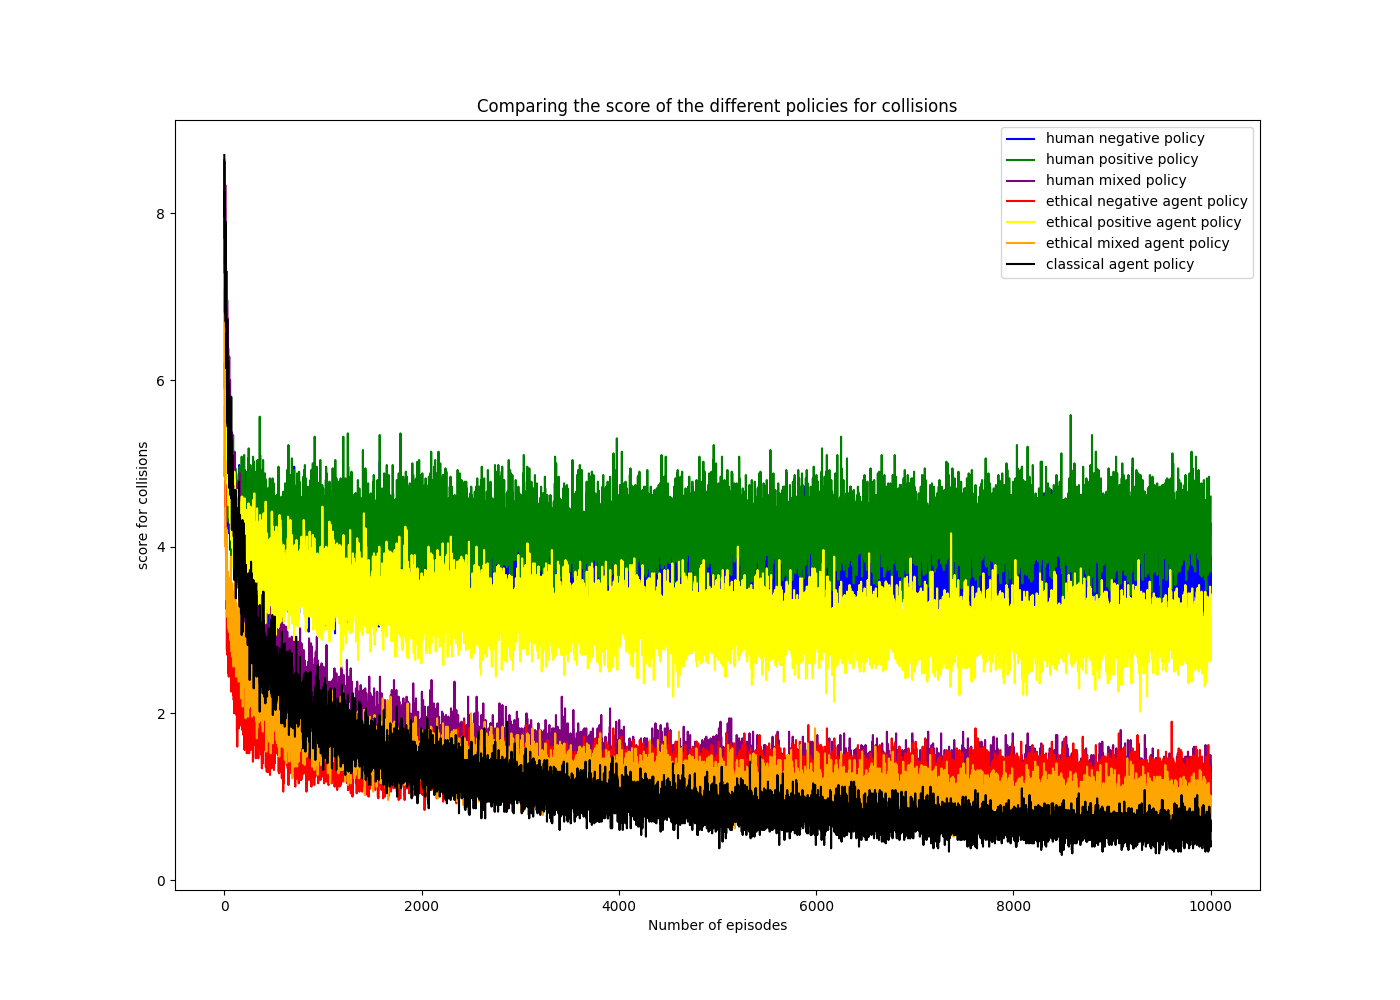 Comparing the score of the different policies for collisions
human negative policy
human positive policy
human mixed policy
ethical negative agent policy
ethical positive agent policy
ethical mixed agent policy
classical agent policy
score for collisions
8
6
4
2
0
0 2000 4000 6000 8000 10000
Number of episodes